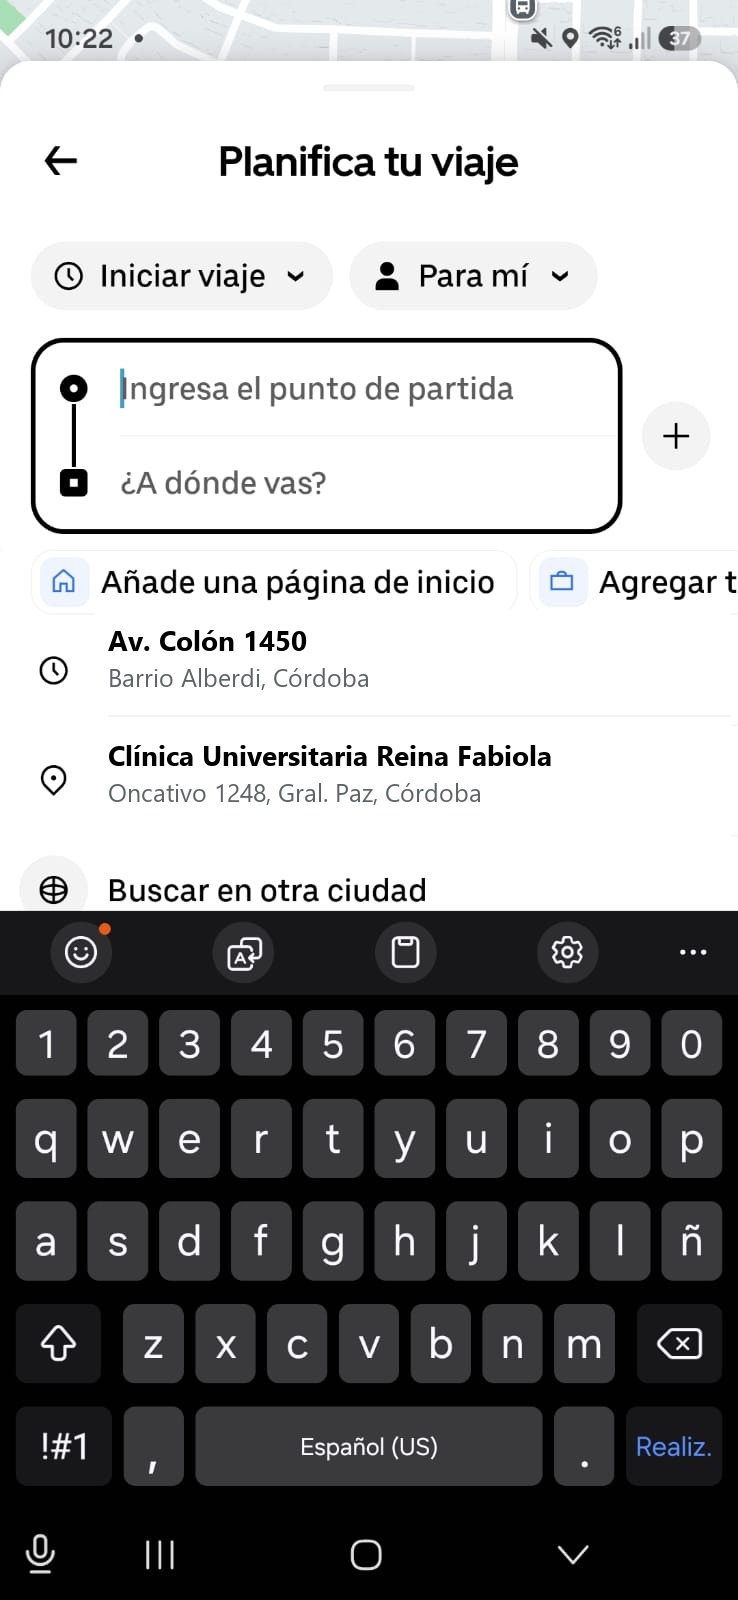 10:22
6
37
Planifica tu viaje
Iniciar viaje
Para mí
Ingresa el punto de partida
¿A dónde vas?
Añade una página de inicio
Agregar t
Av. Colón 1450
Barrio Alberdi, Córdoba
Clínica Universitaria Reina Fabiola
Oncativo 1248, Gral. Paz, Córdoba
Buscar en otra ciudad
1 2 3 4 5 6 7 8 9 0
q w e r t y u i o p
a s d f g h j k l ñ
z x c v b n m
!#1 , Español (US) . Realiz.